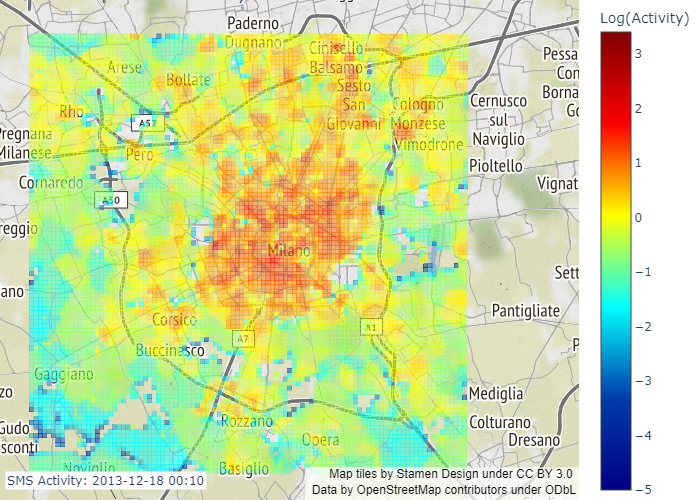 Log(Activity)
3
2
1
0
−1
−2
−3
−4
−5
Paderno
Dugnano
Cinisello
Balsamo
Arese
Bollate
Sesto
San
Giovanni
Cologno
Monzese
Vimodrone
Rho
A52
Pero
Pregnana
Milanese
Cornaredo
A50
reggio
Cernusco
sul
Naviglio
Pioltello
Pessa
Con
Borna
Go
Vignat
Milano
Sett
Pantigliate
P
ano
Corsico
A7
A1
Buccinasco
Gaggiano
zo
Gudo
sconti
Rozzano
Opera
Noviglio
Basiglio
Mediglia
Colturano
Dresano
SMS Activity: 2013-12-18 00:10
Map tiles by Stamen Design under CC BY 3.0
Data by OpenStreetMap contributors under ODbL